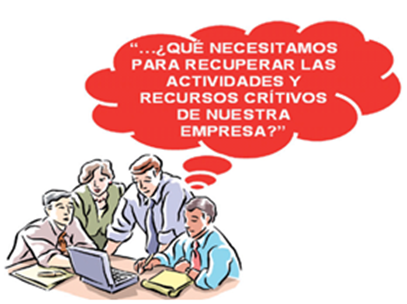 “...¿QUÉ NECESITAMOS
PARA RECUPERAR LAS
ACTIVIDADES Y
RECURSOS CRÍTIVOS
DE NUESTRA
EMPRESA?”